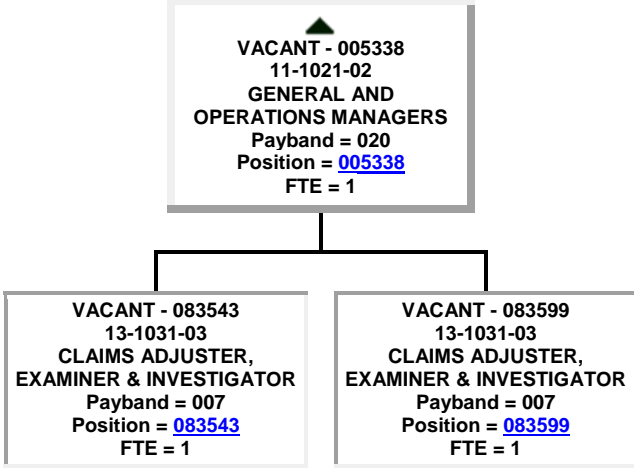 VACANT - 005338
11-1021-02
GENERAL AND
OPERATIONS MANAGERS
Payband = 020
Position = 005338
FTE = 1
VACANT - 083543
13-1031-03
CLAIMS ADJUSTER,
EXAMINER & INVESTIGATOR
Payband = 007
Position = 083543
FTE = 1
VACANT - 083599
13-1031-03
CLAIMS ADJUSTER,
EXAMINER & INVESTIGATOR
Payband = 007
Position = 083599
FTE = 1